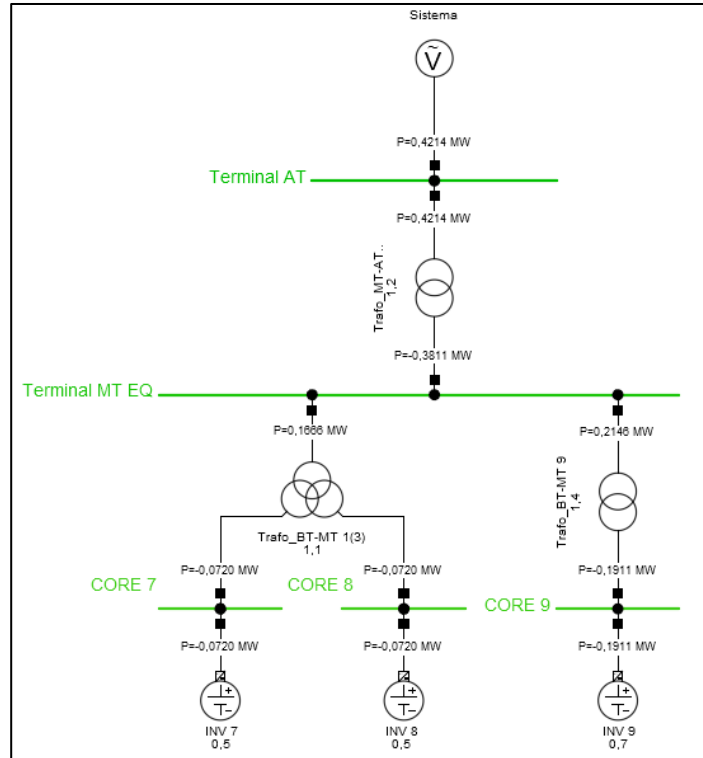 Sistema
V
P=0,4214 MW
Terminal AT
P=0,4214 MW
Trafo_MT-AT..
1,2
P=-0,3811 MW
Terminal MT EQ
P=0,1666 MW
P=0,2146 MW
Trafo_BT-MT 9
1,4
Trafo_BT-MT 1(3)
1,1
P=-0,0720 MW
P=-0,0720 MW
P=-0,1911 MW
CORE 7
CORE 8
CORE 9
P=-0,0720 MW
P=-0,0720 MW
P=-0,1911 MW
INV 7
0,5
INV 8
0,5
INV 9
0,7